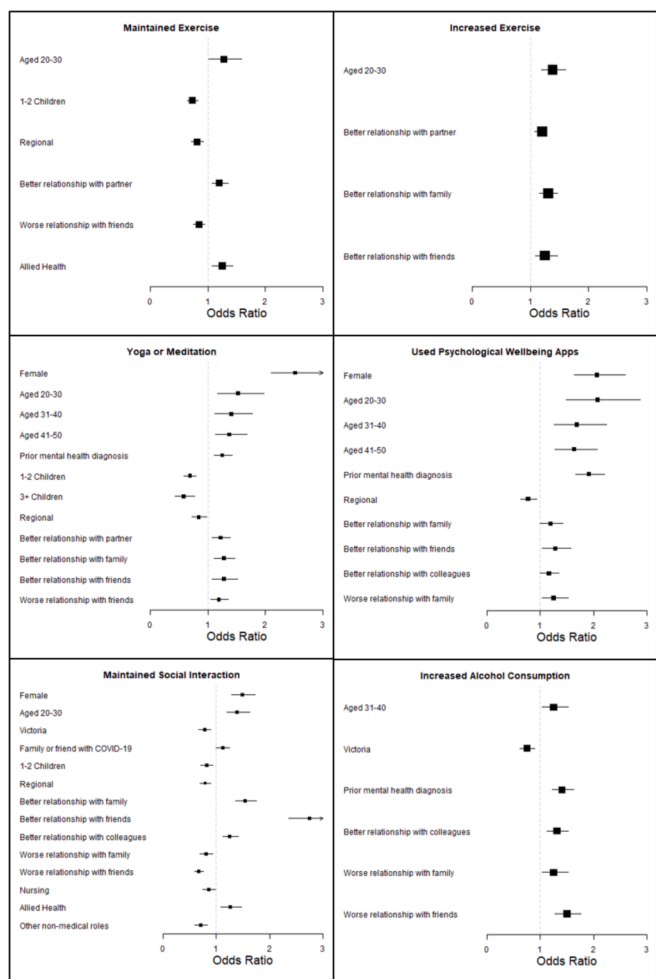 Maintained Exercise
Aged 20-30
1-2 Children
Regional
Better relationship with partner
Worse relationship with friends
Allied Health
0 1 2 3
Odds Ratio
Increased Exercise
Aged 20-30
Better relationship with partner
Better relationship with family
Better relationship with friends
0 1 2 3
Odds Ratio
Yoga or Meditation
Female
Aged 20-30
Aged 31-40
Aged 41-50
Prior mental health diagnosis
1-2 Children
3+ Children
Regional
Better relationship with partner
Better relationship with family
Better relationship with friends
Worse relationship with friends
0 1 2 3
Odds Ratio
Used Psychological Wellbeing Apps
Female
Aged 20-30
Aged 31-40
Aged 41-50
Prior mental health diagnosis
Regional
Better relationship with family
Better relationship with friends
Better relationship with colleagues
Worse relationship with family
0 1 2 3
Odds Ratio
Maintained Social Interaction
Female
Aged 20-30
Victoria
Family or friend with COVID-19
1-2 Children
Regional
Better relationship with family
Better relationship with friends
Better relationship with colleagues
Worse relationship with family
Worse relationship with friends
Nursing
Allied Health
Other non-medical roles
0 1 2 3
Odds Ratio
Increased Alcohol Consumption
Aged 31-40
Victoria
Prior mental health diagnosis
Better relationship with colleagues
Worse relationship with family
Worse relationship with friends
0 1 2 3
Odds Ratio